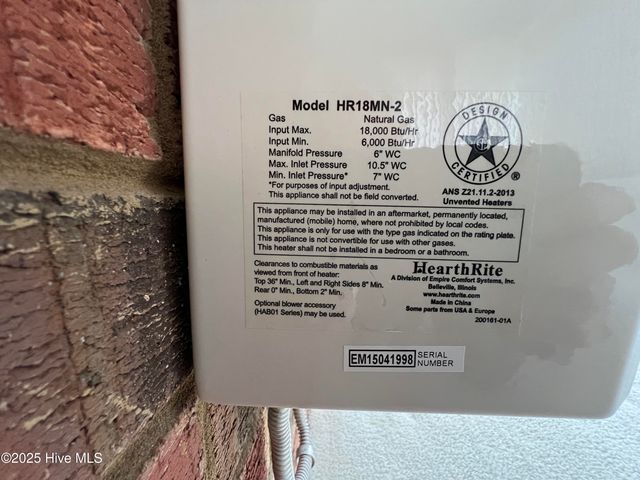 Model HR18MN-2
Gas Natural Gas
Input Max. 18,000 Btu/Hr
Input Min. 6,000 Btu/Hr
Manifold Pressure 6" WC
Max. Inlet Pressure 10.5" WC
Min. Inlet Pressure* 7" WC
*For purposes of input adjustment.
This appliance shall not be field converted.
DESIGN
CERTIFIED
®
ANS Z21.11.2-2013
Unvented Heaters
This appliance may be installed in an aftermarket, permanently located,
manufactured (mobile) home, where not prohibited by local codes.
This appliance is only for use with the type gas indicated on the rating plate.
This appliance is not convertible for use with other gases.
This heater shall not be installed in a bedroom or a bathroom.
Clearances to combustible materials as
viewed from front of heater:
Top 36" Min., Left and Right Sides 8" Min.
Rear 0" Min., Bottom 2" Min.
Optional blower accessory
(HAB01 Series) may be used.
HearthRite
A Division of Empire Comfort Systems, Inc.
Belleville, Illinois
www.hearthrite.com
Made in China
Some parts from USA & Europe
200161-01A
EM15041998 SERIAL
NUMBER
©2025 Hive MLS